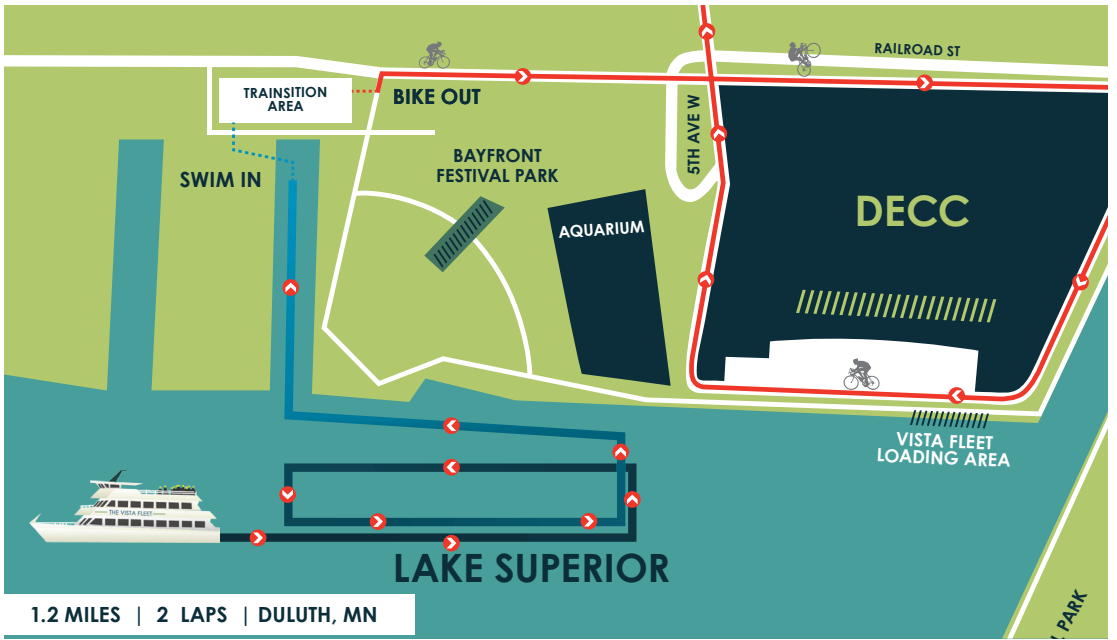 RAILROAD ST
TRAINSITION
AREA
BIKE OUT
5TH AVE W
BAYFRONT
FESTIVAL PARK
SWIM IN
DECC
AQUARIUM
VISTA FLEET
LOADING AREA
THE VISTA FLEET
LAKE SUPERIOR
1.2 MILES | 2 LAPS | DULUTH, MN
PARK